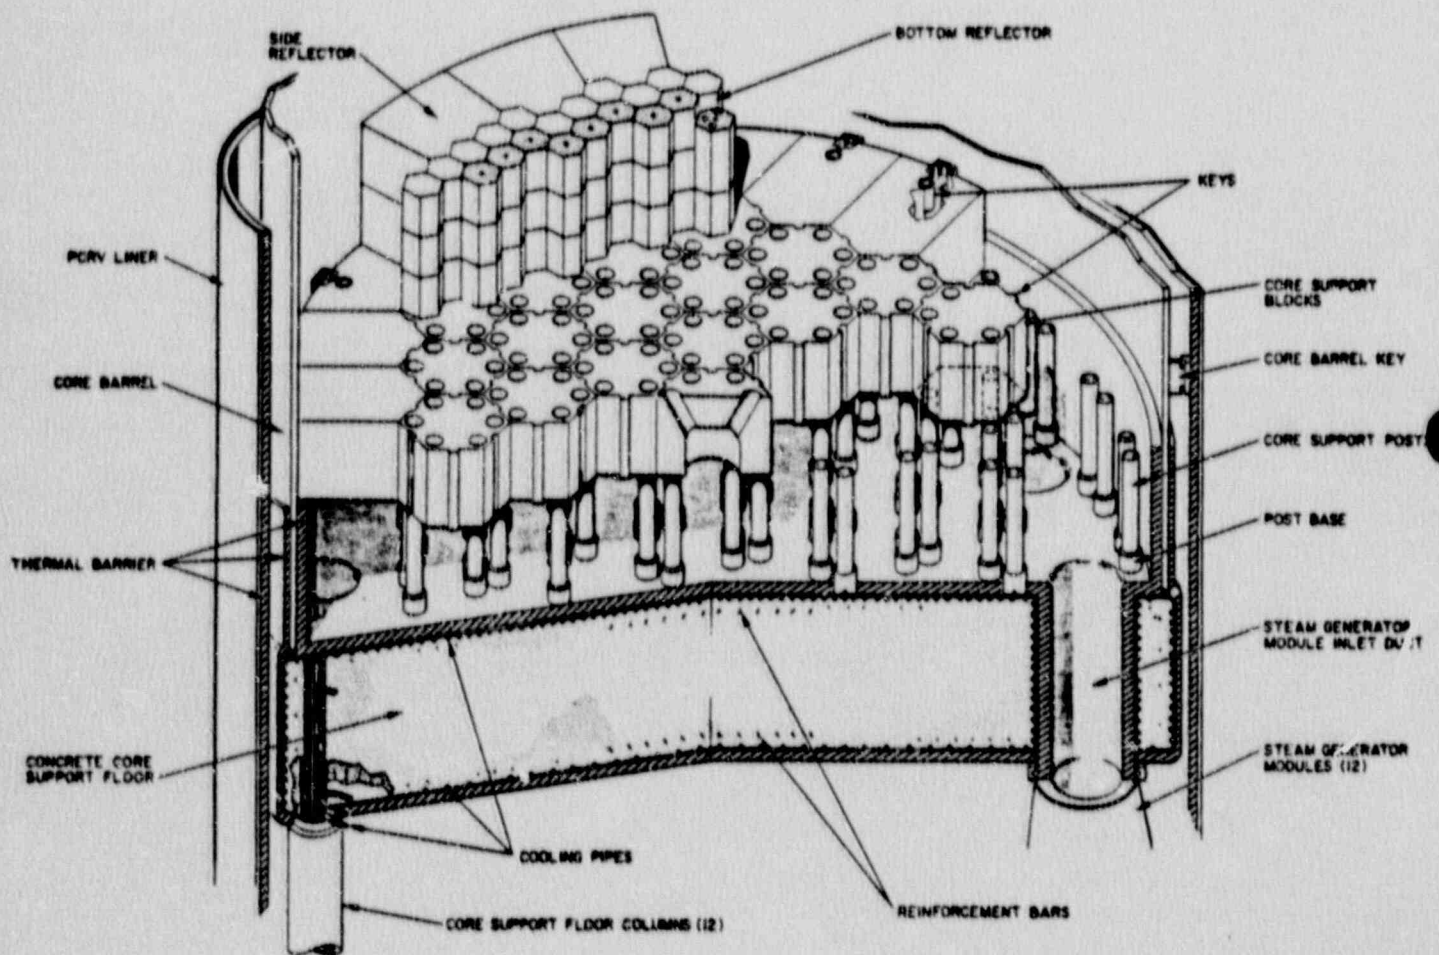 SIDE
REFLECTOR
BOTTOM REFLECTOR
KEYS
PCRV LINER
CORE SUPPORT
BLOCKS
CORE BARREL
CORE BARREL KEY
CORE SUPPORT POST
POST BASE
THERMAL BARRIER
STEAM GENERATOR
MODULE INLET
CONCRETE CORE
SUPPORT FLOOR
STEAM GENERATOR
MODULES (12)
COOLING PIPES
REINFORCEMENT BARS
CORE SUPPORT FLOOR COLUMNS (12)